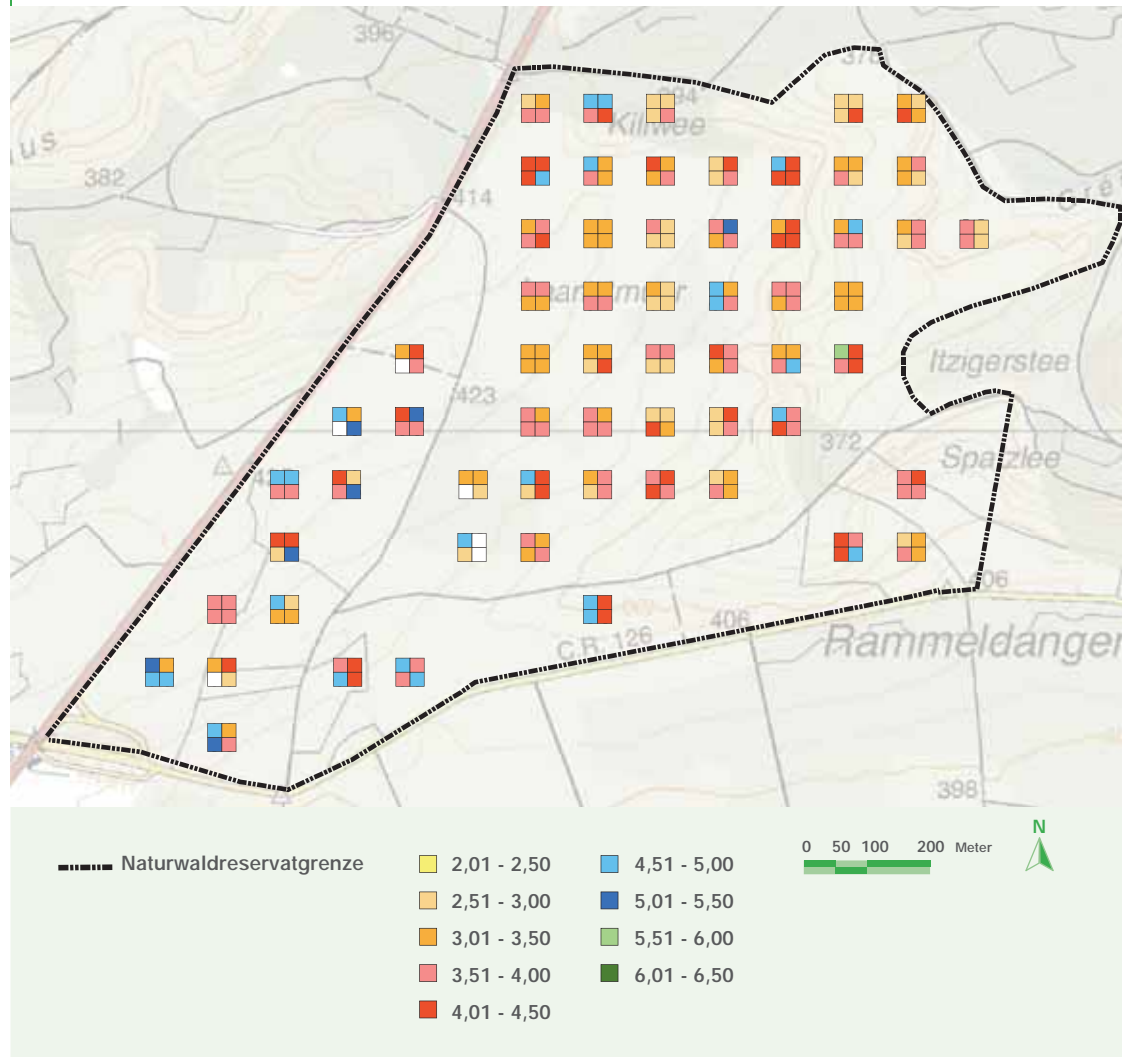 396
378
394
Killwee
382
414
Itzigerstee
423
372
Spatzlee
406
406
C.R. 126
Rammeldanger
398
Naturwaldreservatgrenze
2,01 - 2,50
2,51 - 3,00
3,01 - 3,50
3,51 - 4,00
4,01 - 4,50
4,51 - 5,00
5,01 - 5,50
5,51 - 6,00
6,01 - 6,50
0 50 100 200 Meter
N